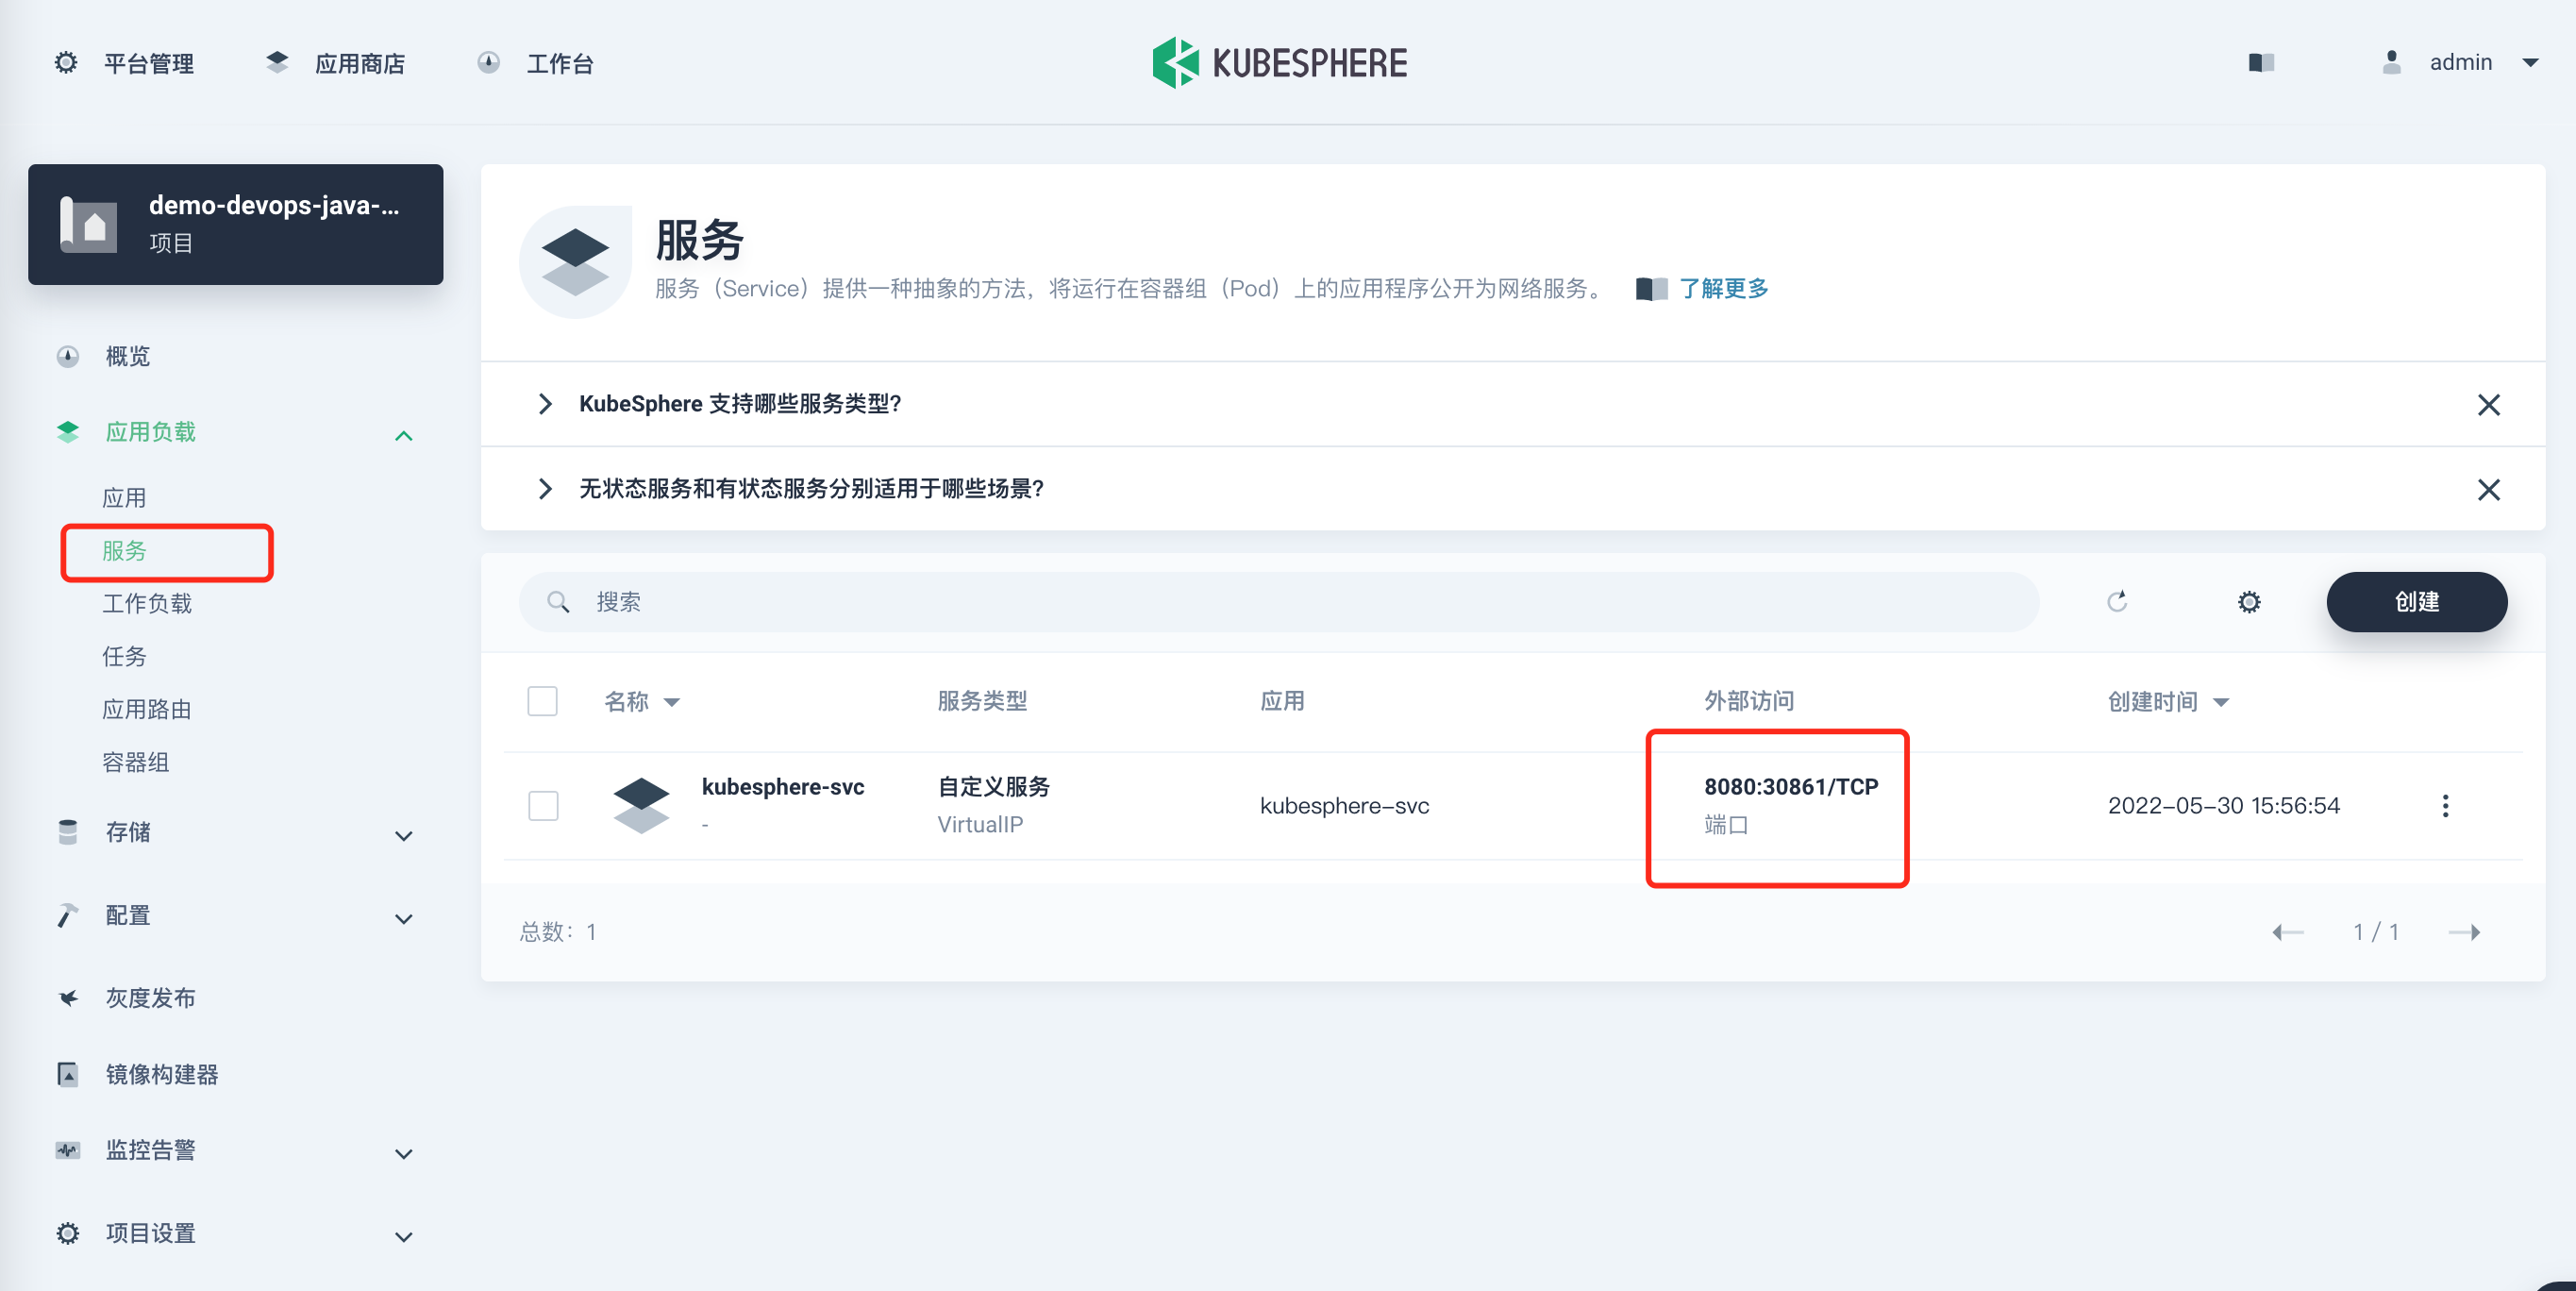 平台管理
应用商店
工作台
KUBESPHERE
admin
demo-devops-java-...
项目
概览
应用负载
应用
服务
工作负载
任务
应用路由
容器组
存储
配置
灰度发布
镜像构建器
监控告警
项目设置
服务
服务（Service）提供一种抽象的方法，将运行在容器组（Pod）上的应用程序公开为网络服务。
了解更多
KubeSphere 支持哪些服务类型?
无状态服务和有状态服务分别适用于哪些场景?
搜索
创建
名称 服务类型 应用 外部访问 创建时间
kubesphere-svc
-
自定义服务
VirtualIP
kubesphere-svc
8080:30861/TCP
端口
2022-05-30 15:56:54
总数：1
1 / 1